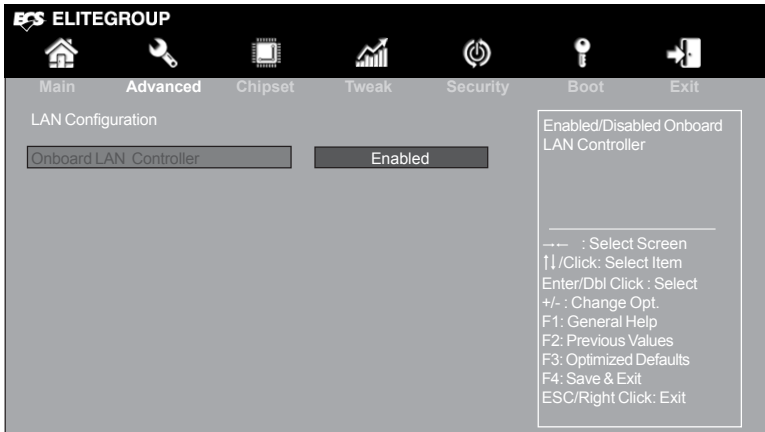 ECS ELITEGROUP
Main Advanced Chipset Tweak Security Boot Exit
LAN Configuration
Onboard LAN Controller Enabled
Enabled/Disabled Onboard
LAN Controller
→← : Select Screen
↑↓/Click: Select Item
Enter/Dbl Click : Select
+/- : Change Opt.
F1: General Help
F2: Previous Values
F3: Optimized Defaults
F4: Save & Exit
ESC/Right Click: Exit